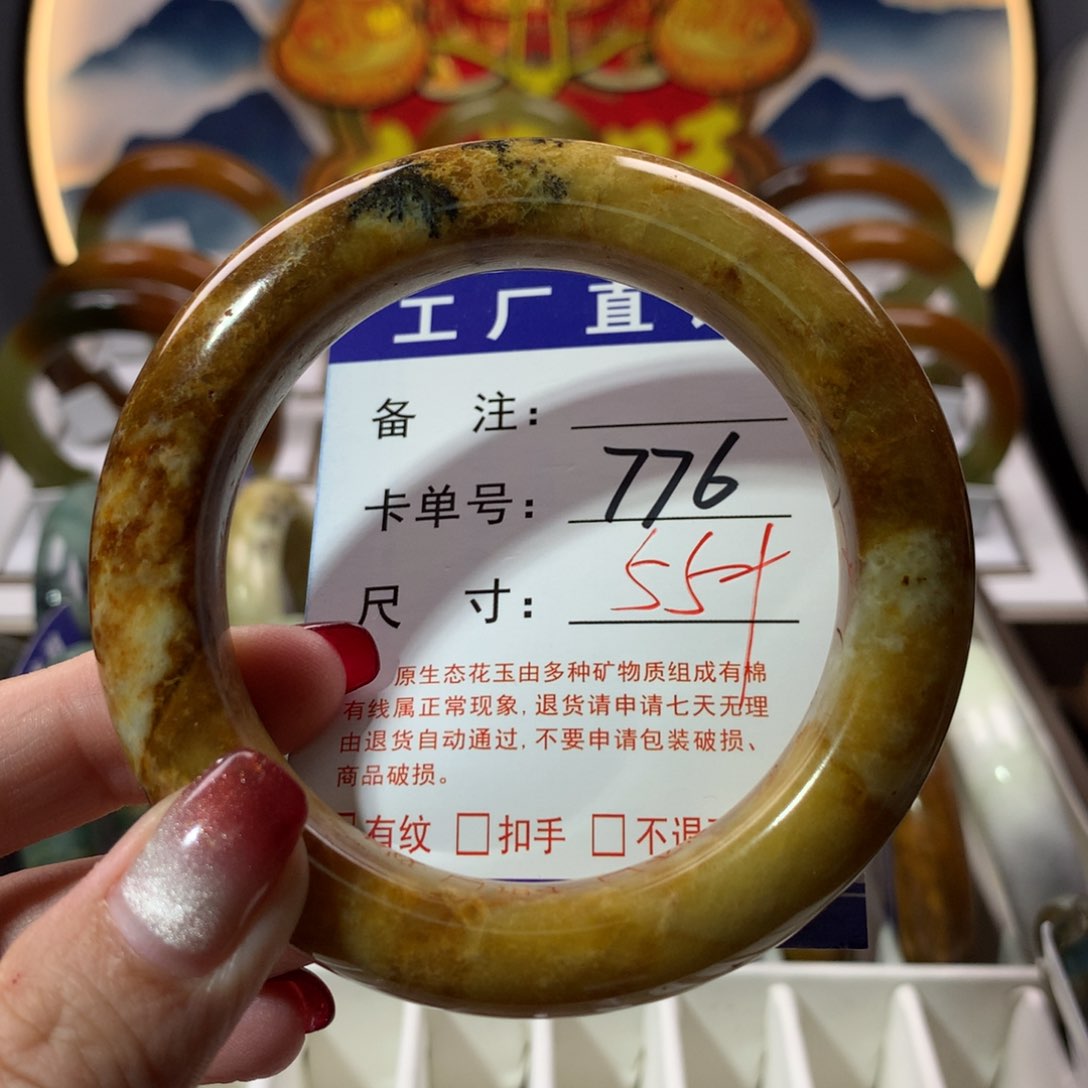 工厂直
备 注:
卡单号: 776
尺 寸: 55+
原生态花玉由多种矿物质组成有棉
有线属正常现象,退货请申请七天无理
由退货自动通过,不要申请包装破损、
商品破损。
有纹 □扣手 □不退